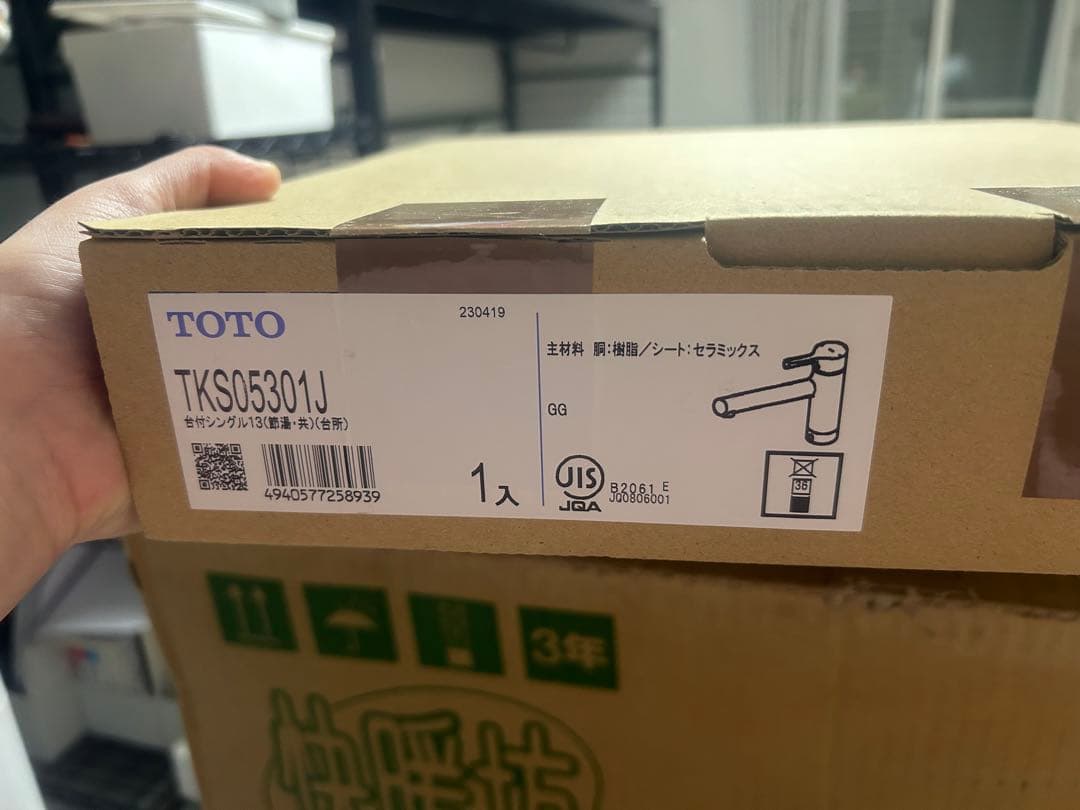 TOTO
230419
TKS05301J
台付シングル13(節湯・共)(台所)
4940577258939
1入
主材料 胴:樹脂/シート:セラミックス
GG
JIS
JQA
B2061 E
JQ0806001
36
3年